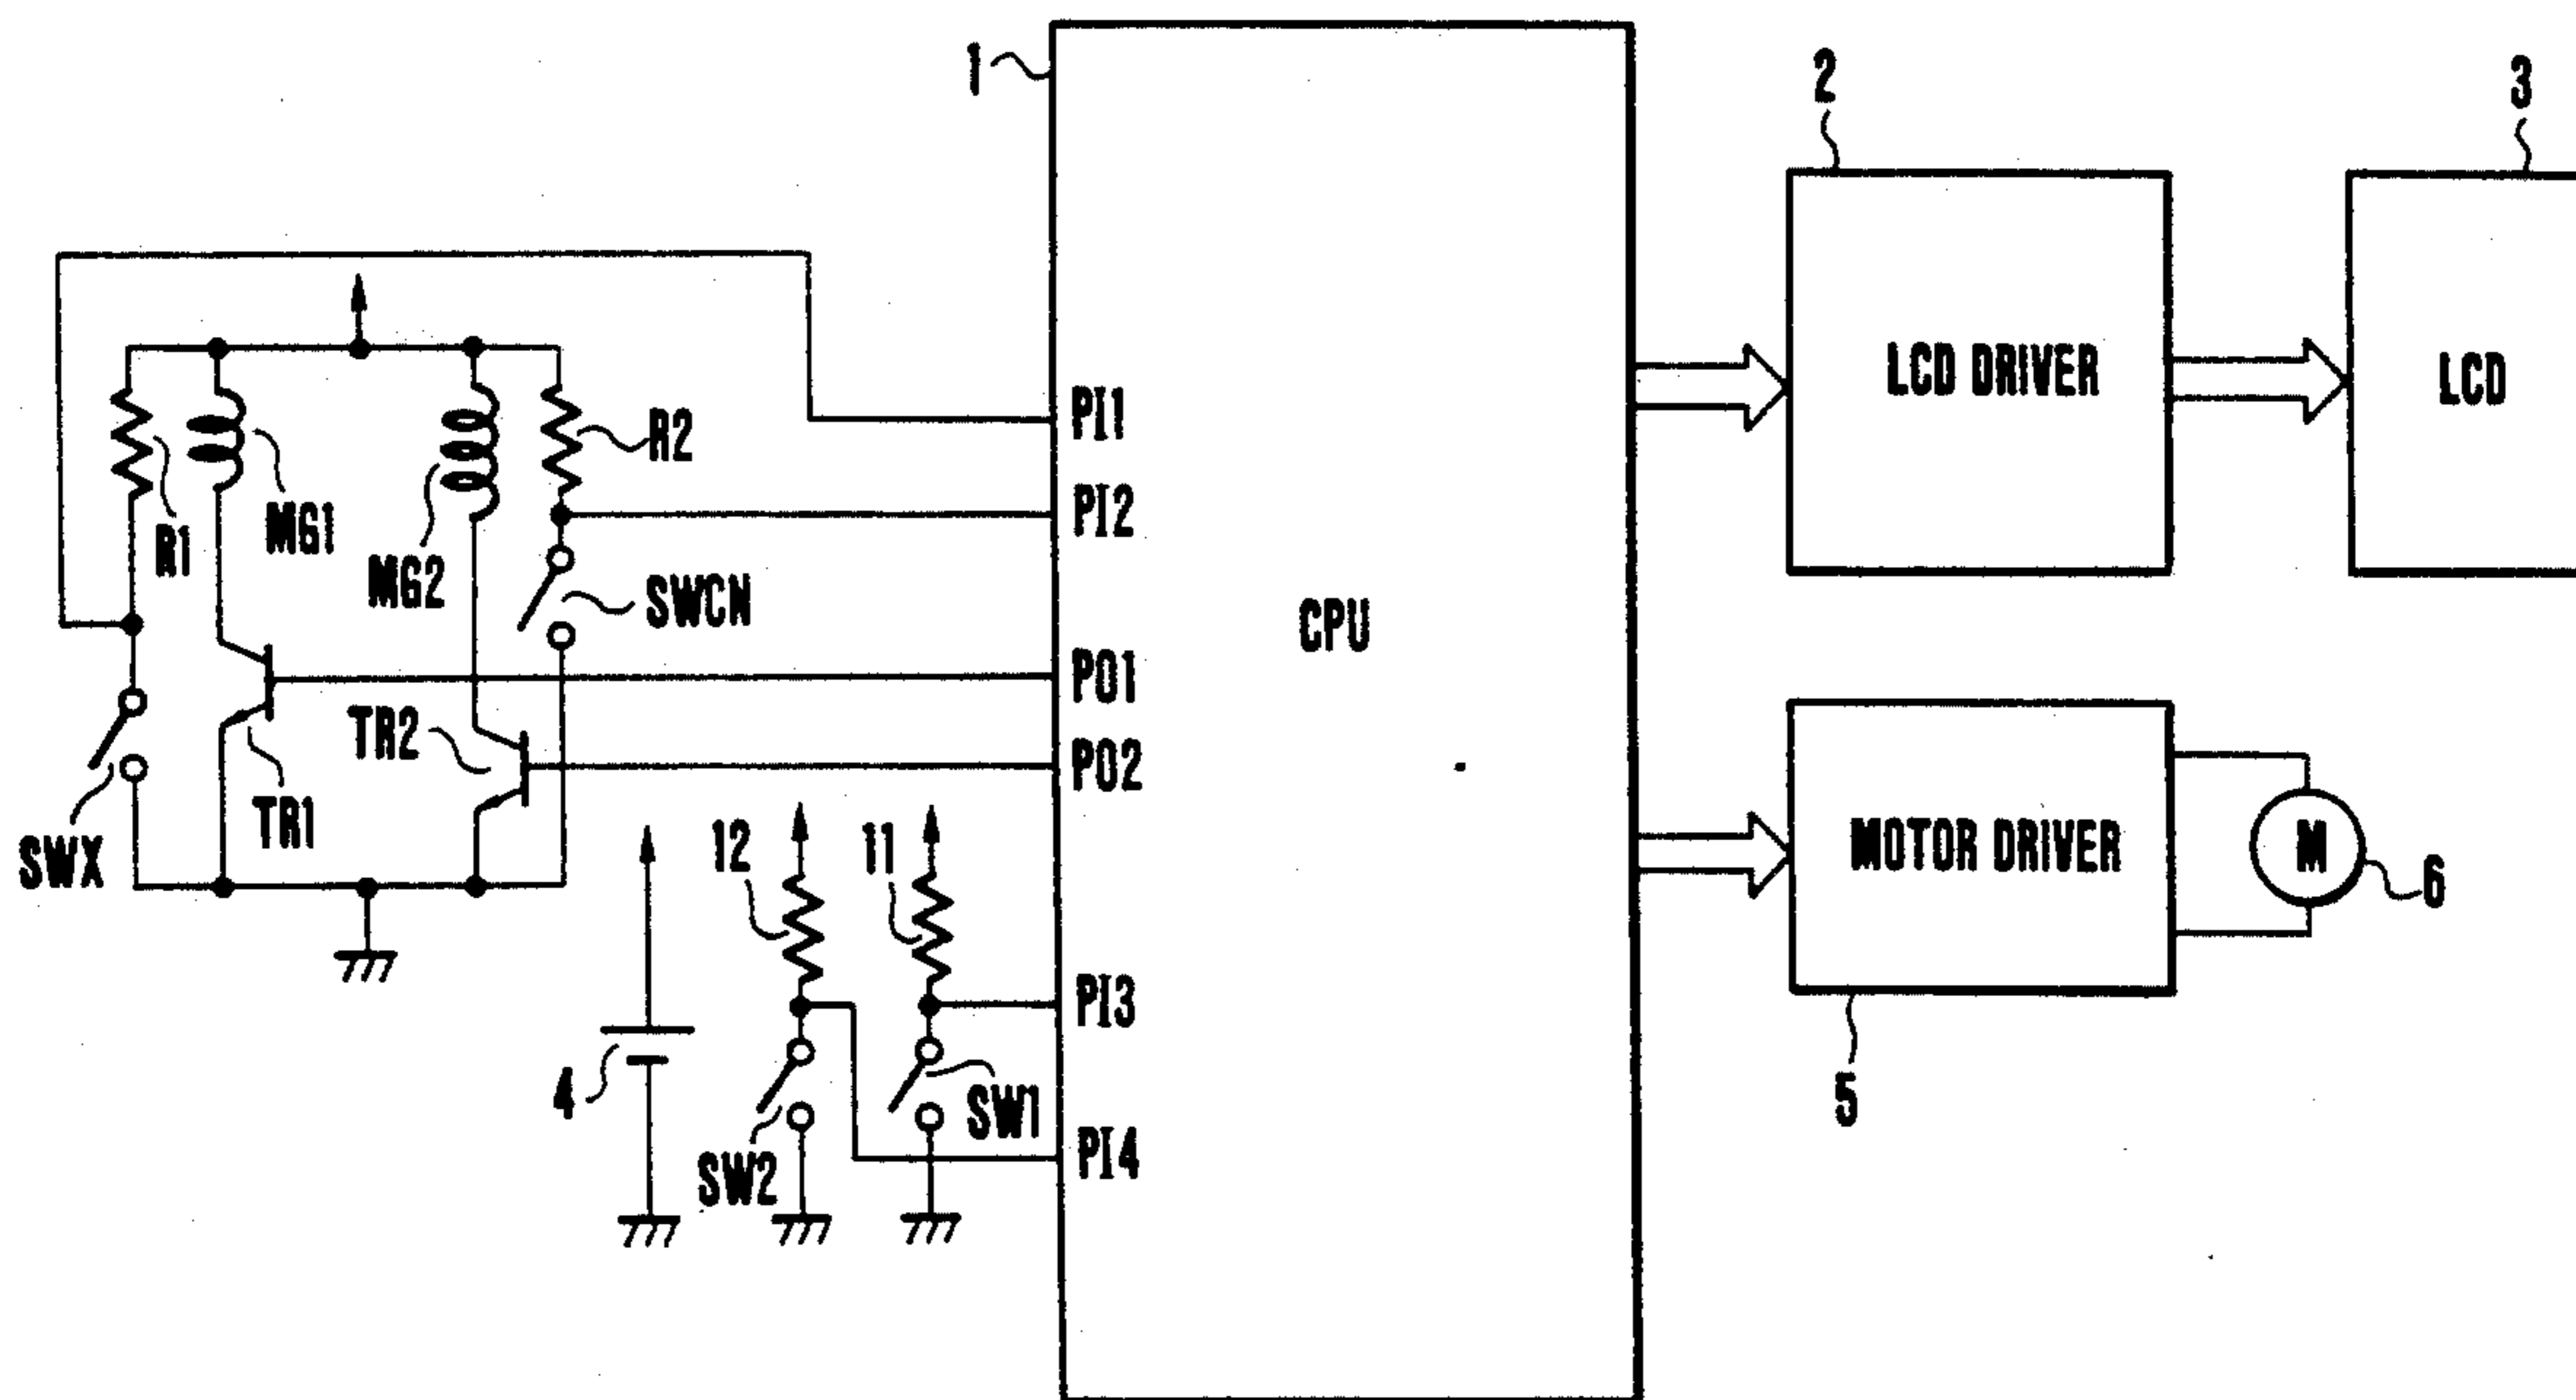 1
2
3
LCD DRIVER
LCD
PI1
PI2
R2
MG1
R1
MG2
SWCN
CPU
PO1
TR2
PO2
TR1
SWX
12
11
MOTOR DRIVER
M
6
PI3
4
SW1
5
SW2
PI4